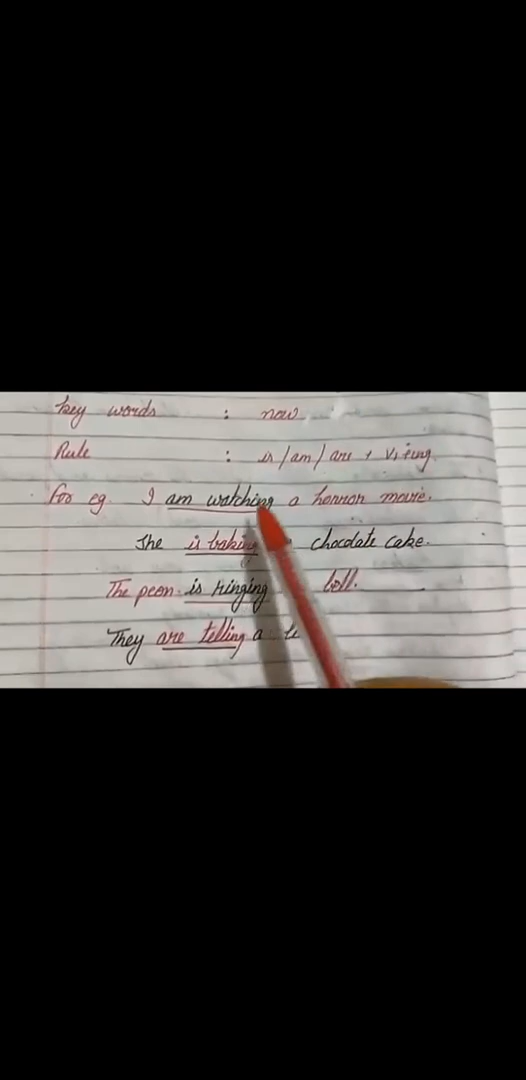 key words : now
Rule : is/am/are + V₁+ing
For eg. I am watching a horror movie.
She is baking chocolate cake.
The peon is ringing bell.
They are telling a